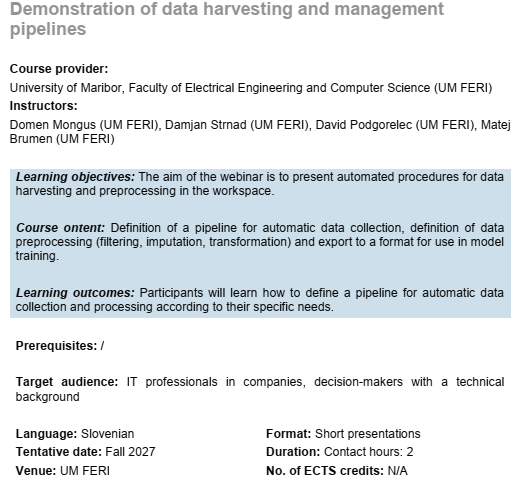 Demonstration of data harvesting and management
pipelines
Course provider:
University of Maribor, Faculty of Electrical Engineering and Computer Science (UM FERI)
Instructors:
Domen Mongus (UM FERI), Damjan Strnad (UM FERI), David Podgorelec (UM FERI), Matej
Brumen (UM FERI)
Learning objectives: The aim of the webinar is to present automated procedures for data
harvesting and preprocessing in the workspace.
Course ontent: Definition of a pipeline for automatic data collection, definition of data
preprocessing (filtering, imputation, transformation) and export to a format for use in model
training.
Learning outcomes: Participants will learn how to define a pipeline for automatic data
collection and processing according to their specific needs.
Prerequisites: /
Target audience: IT professionals in companies, decision-makers with a technical
background
Language: Slovenian
Format: Short presentations
Tentative date: Fall 2027
Duration: Contact hours: 2
Venue: UM FERI
No. of ECTS credits: N/A